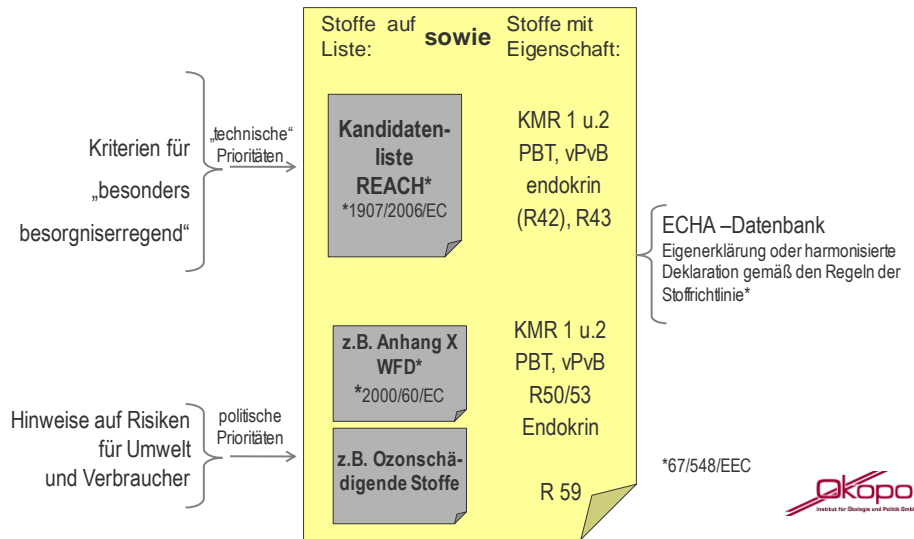 Stoffe auf
Liste:
sowie
Stoffe mit
Eigenschaft:
Kriterien für
„besonders
besorgniserregend“
„technische“
Prioritäten
Kandidaten-
liste
REACH*
*1907/2006/EC
KMR 1 u.2
PBT, vPvB
endokrin
(R42), R43
ECHA –Datenbank
Eigenerklärung oder harmonisierte
Deklaration gemäß den Regeln der
Stoffrichtlinie*
z.B. Anhang X
WFD*
*2000/60/EC
KMR 1 u.2
PBT, vPvB
R50/53
Endokrin
Hinweise auf Risiken
für Umwelt
und Verbraucher
politische
Prioritäten
z.B. Ozonschä-
digende Stoffe
R 59
*67/548/EEC
Ökopol
Institut für Ökologie und Politik GmbH